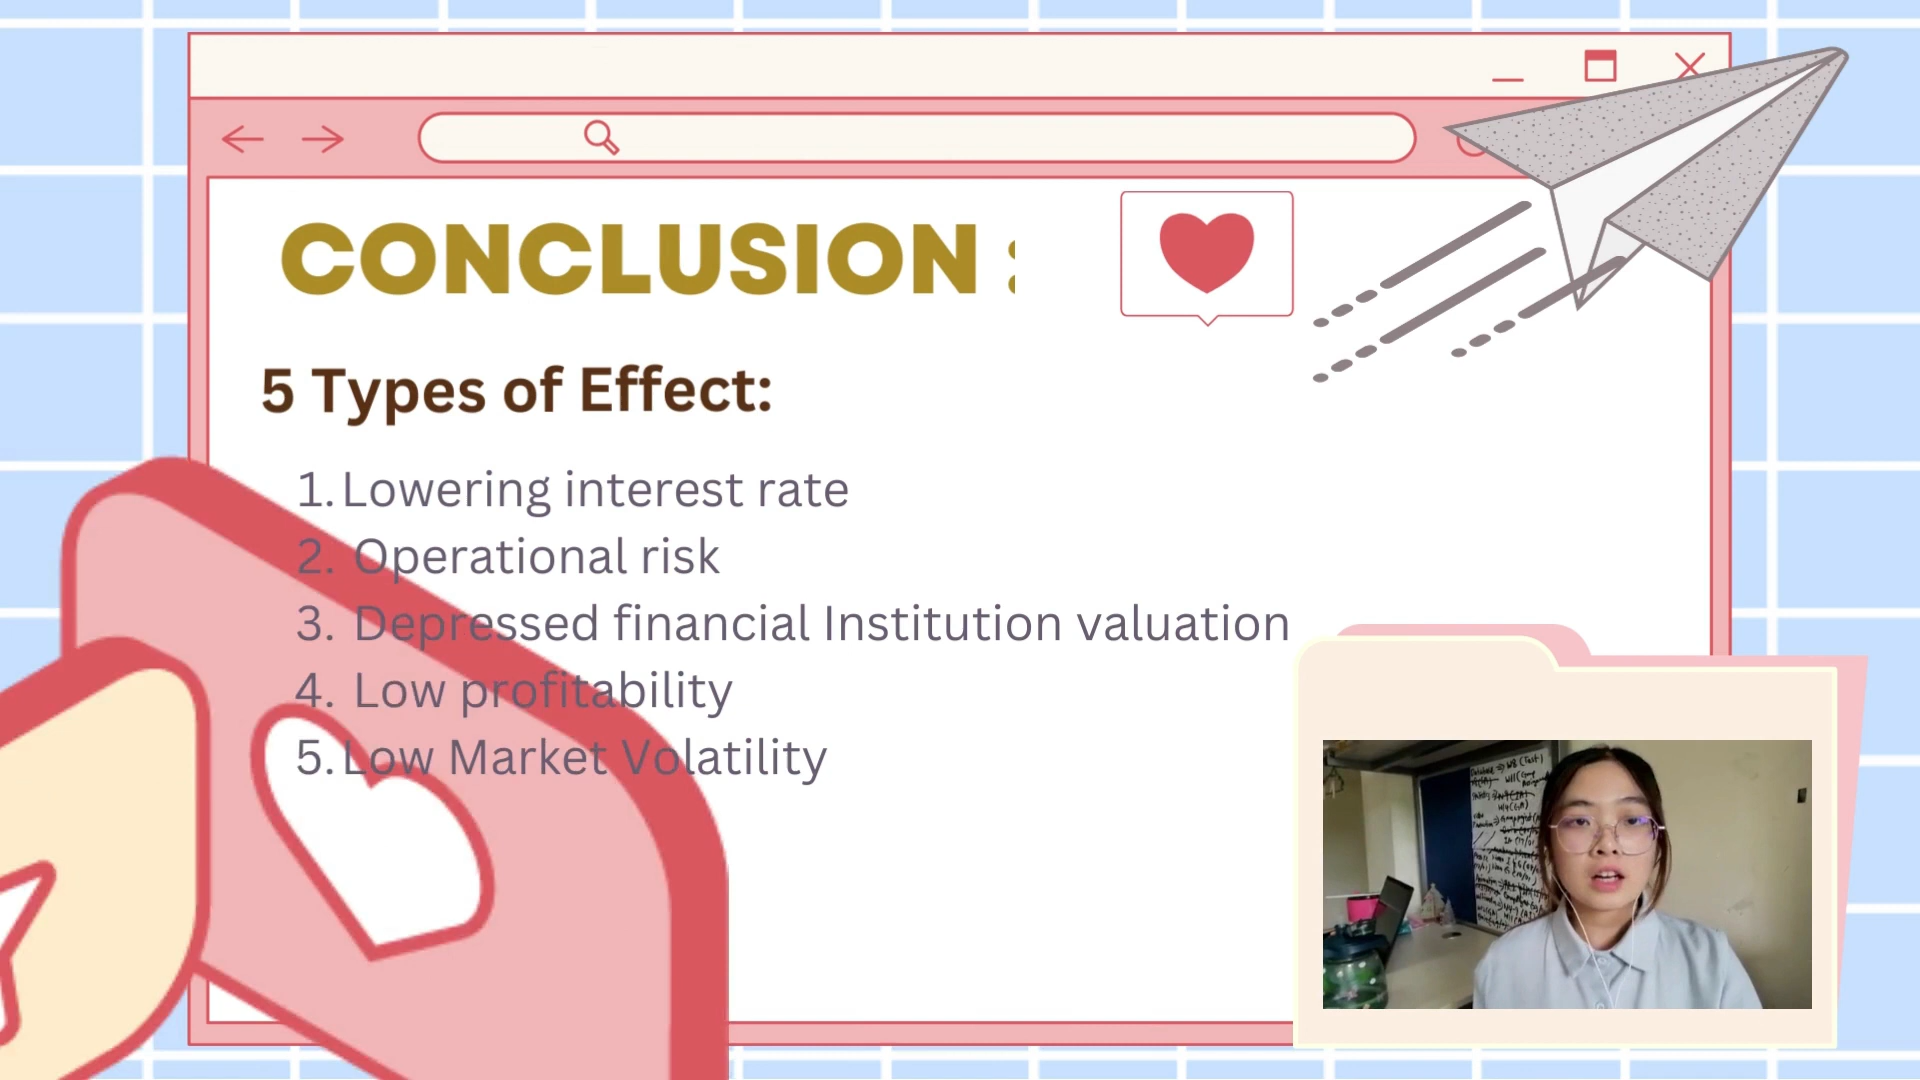 CONCLUSION :
5 Types of Effect:
1. Lowering interest rate
2. Operational risk
3. Depressed financial Institution valuation
4. Low profitability
5. Low Market Volatility